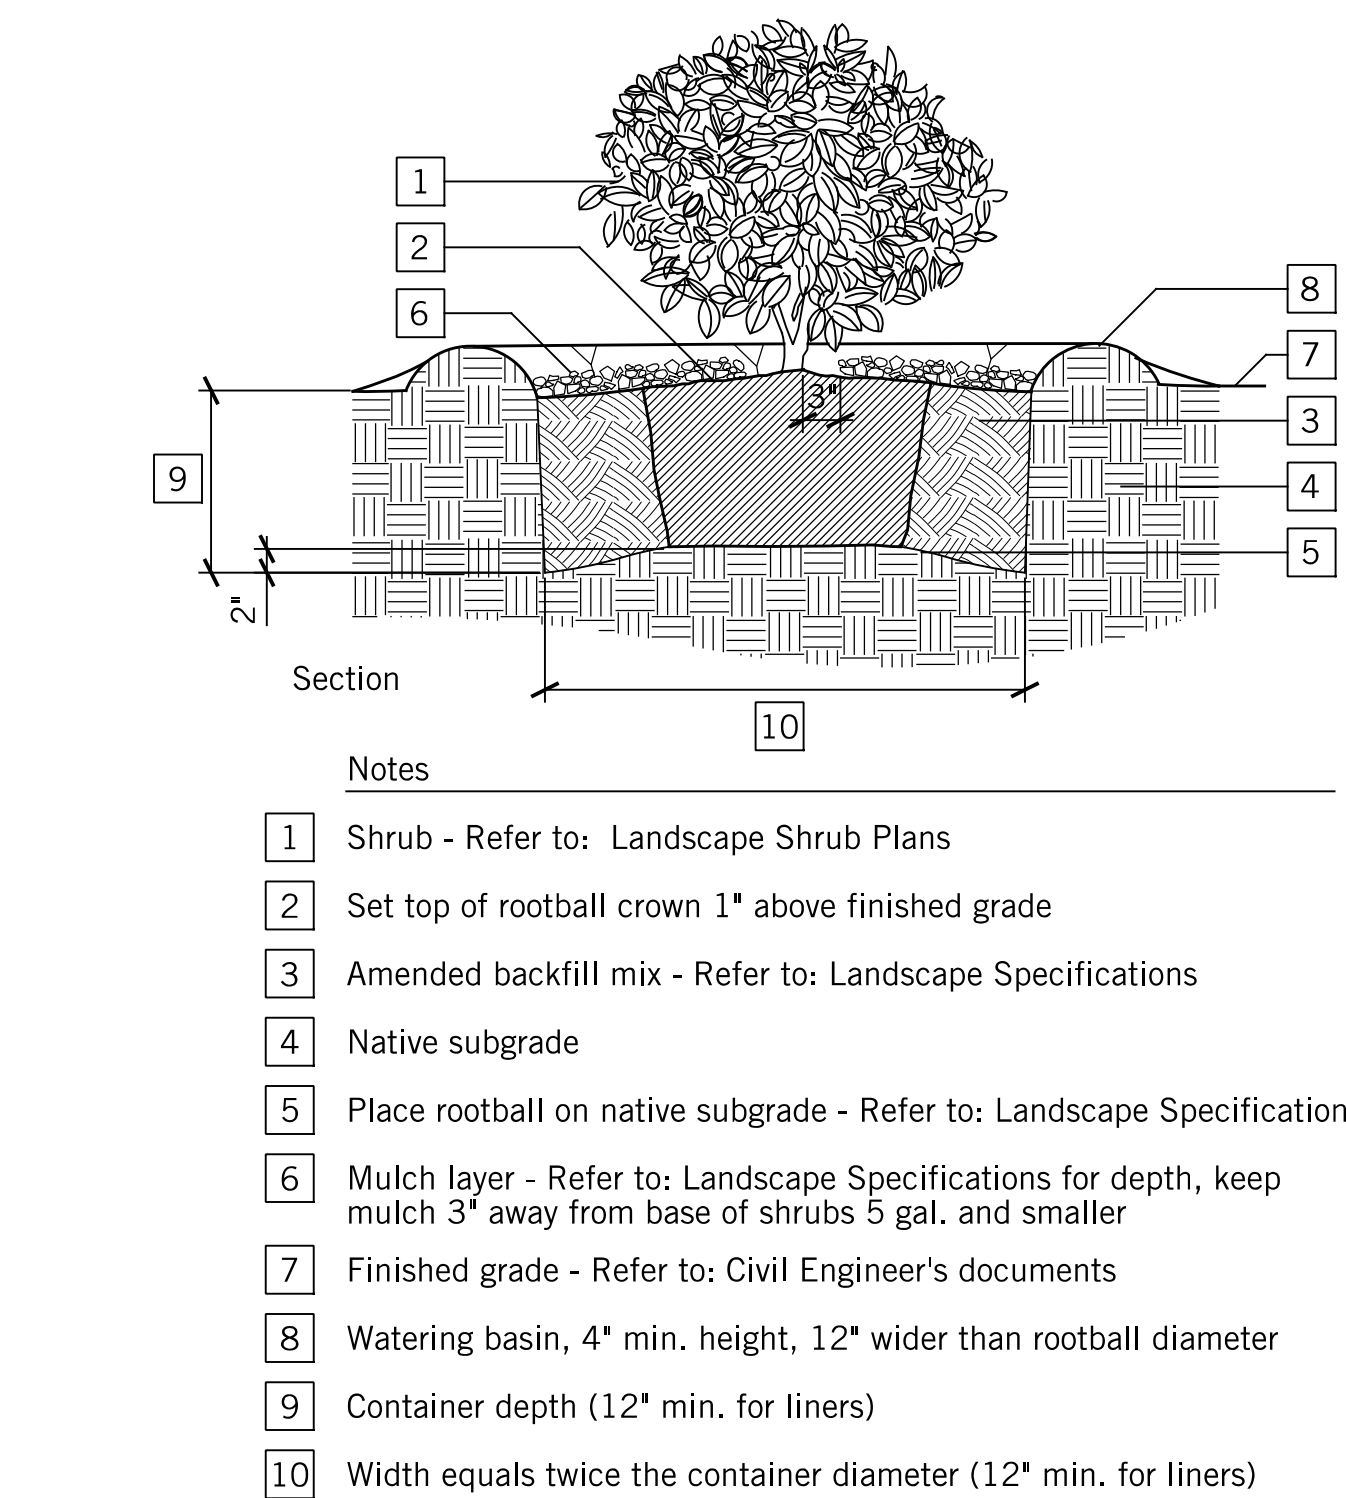 1
2
6
8
7
3"
3
9
4
5
2"
Section
10
Notes
1 Shrub - Refer to: Landscape Shrub Plans
2 Set top of rootball crown 1" above finished grade
3 Amended backfill mix - Refer to: Landscape Specifications
4 Native subgrade
5 Place rootball on native subgrade - Refer to: Landscape Specification
6 Mulch layer - Refer to: Landscape Specifications for depth, keep
mulch 3" away from base of shrubs 5 gal. and smaller
7 Finished grade - Refer to: Civil Engineer's documents
8 Watering basin, 4" min. height, 12" wider than rootball diameter
9 Container depth (12" min. for liners)
10 Width equals twice the container diameter (12" min. for liners)